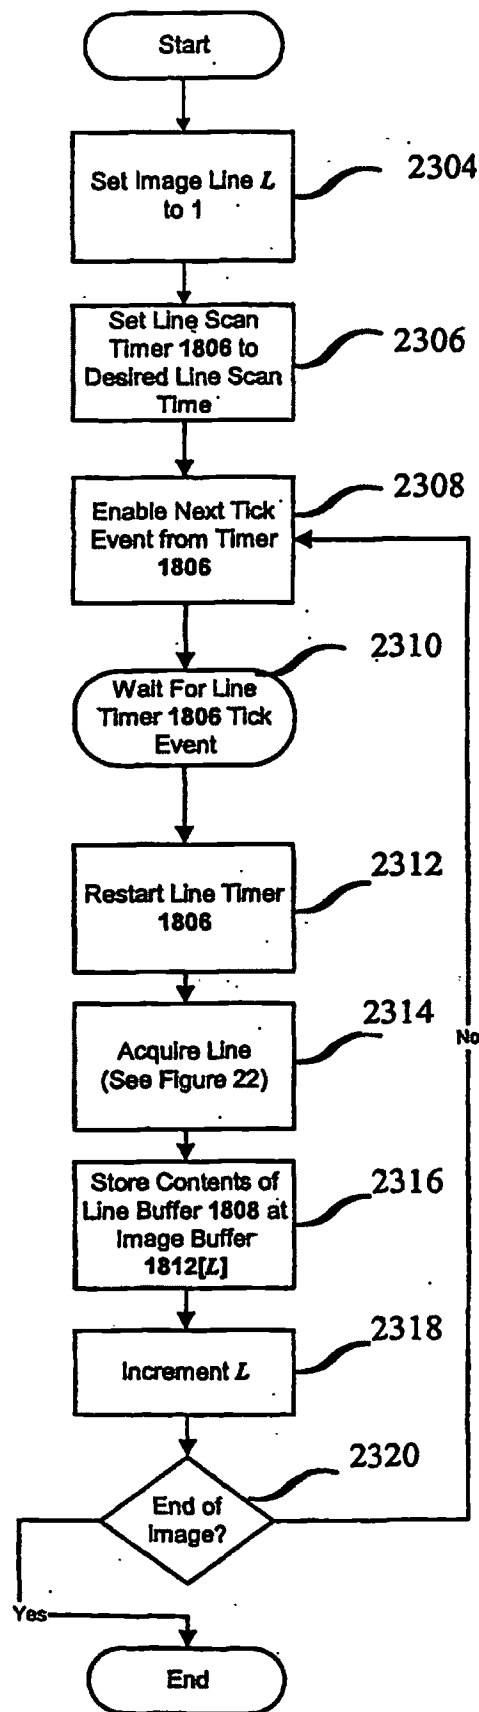 Start
Set Image Line L
to 1
2304
Set Line Scan
Timer 1806 to
Desired Line Scan
Time
2306
Enable Next Tick
Event from Timer
1806
2308
Wait For Line
Timer 1806 Tick
Event
2310
Restart Line Timer
1806
2312
Acquire Line
(See Figure 22)
2314
No
Store Contents of
Line Buffer 1808 at
Image Buffer
1812[L]
2316
Increment L
2318
End of
Image?
2320
Yes
End